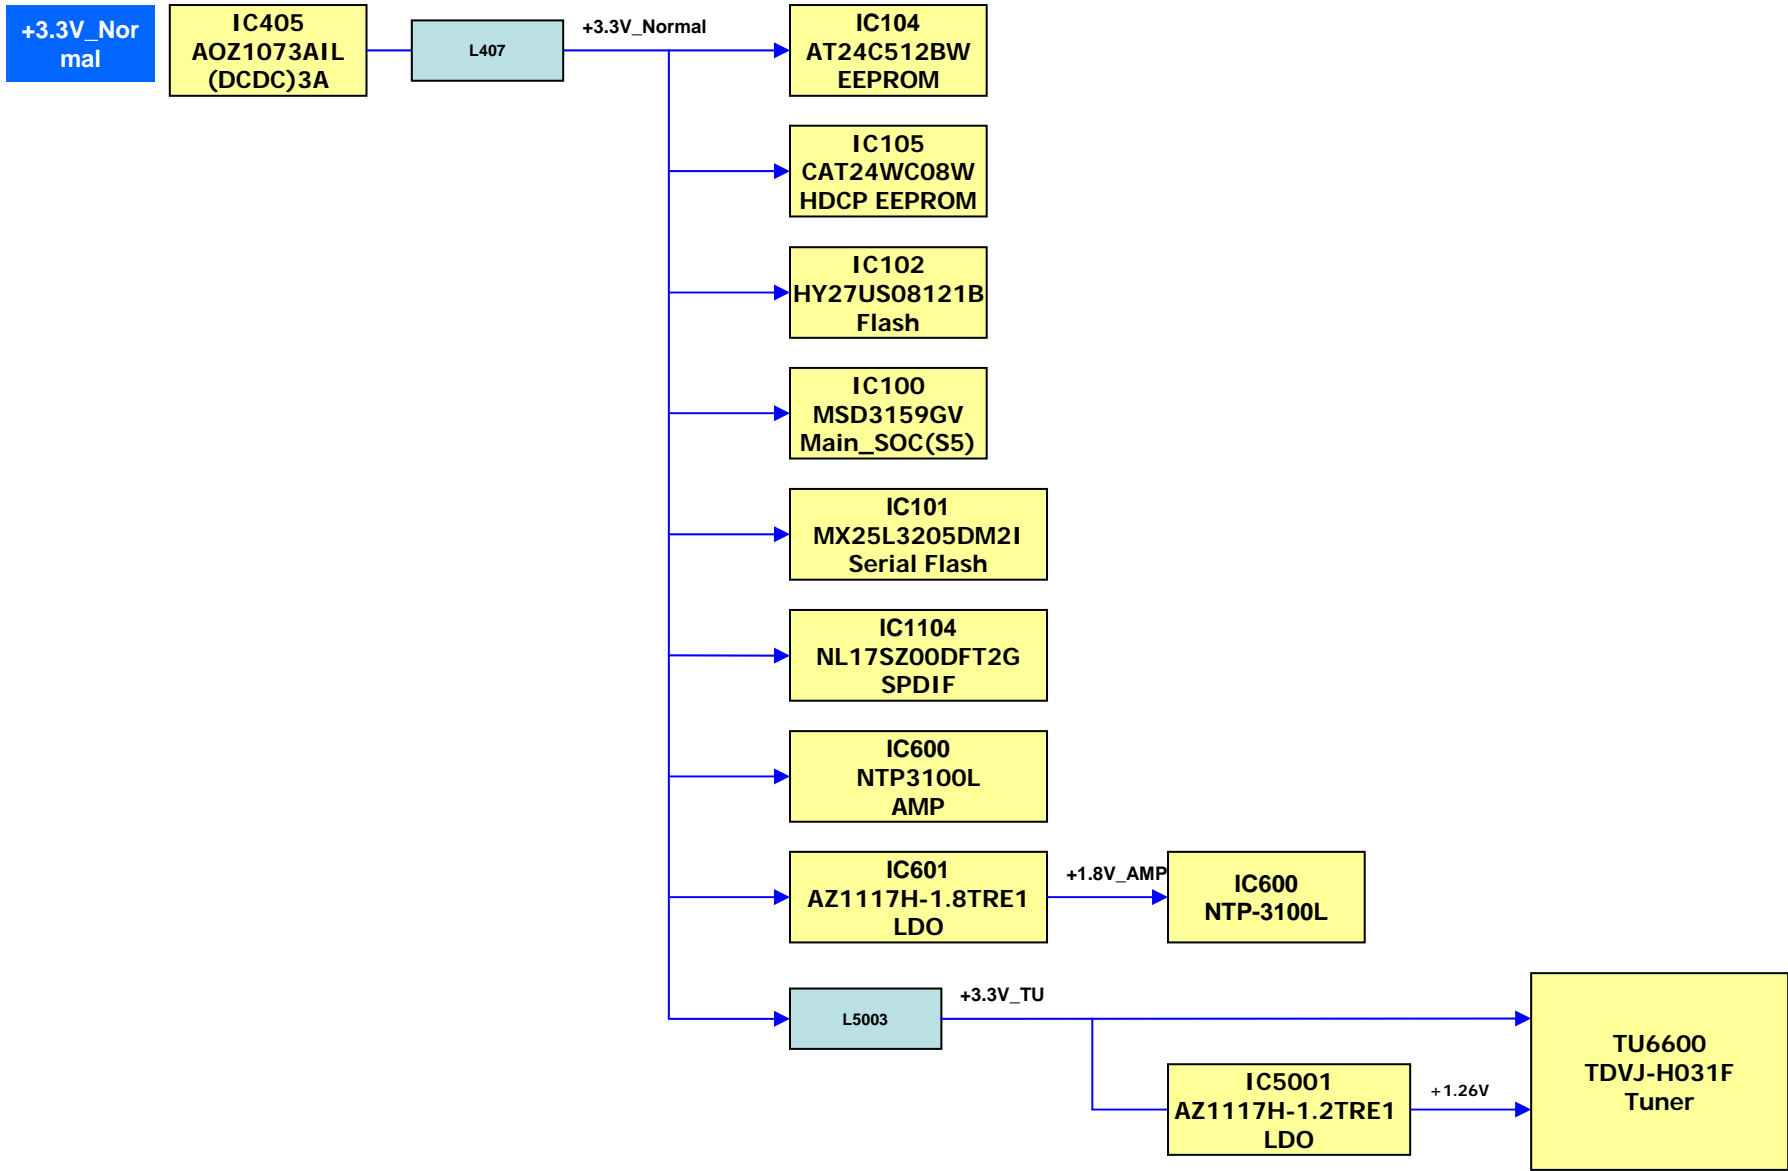 +3.3V_Nor
mal
IC405
AOZ1073AIL
(DCDC)3A
L407
+3.3V_Normal
IC104
AT24C512BW
EEPROM
IC105
CAT24WC08W
HDCP EEPROM
IC102
HY27US08121B
Flash
IC100
MSD3159GV
Main_SOC(S5)
IC101
MX25L3205DM2I
Serial Flash
IC1104
NL17SZ00DFT2G
SPDIF
IC600
NTP3100L
AMP
IC601
AZ1117H-1.8TRE1
LDO
+1.8V_AMP
IC600
NTP-3100L
L5003
+3.3V_TU
IC5001
AZ1117H-1.2TRE1
LDO
+1.26V
TU6600
TDVJ-H031F
Tuner